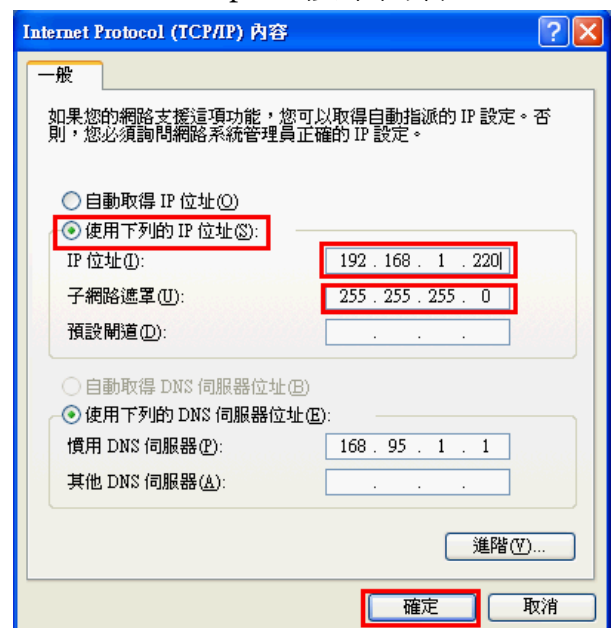 Internet Protocol (TCP/IP) 內容
一般
如果您的網路支援這項功能，您可以取得自動指派的 IP 設定。否
則，您必須詢問網路系統管理員正確的 IP 設定。
自動取得 IP 位址(O)
使用下列的 IP 位址(S):
IP 位址(I): 192 . 168 . 1 . 220
子網路遮罩(U): 255 . 255 . 255 . 0
預設閘道(D): . . .
自動取得 DNS 伺服器位址(B)
使用下列的 DNS 伺服器位址(E):
慣用 DNS 伺服器(P): 168 . 95 . 1 . 1
其他 DNS 伺服器(A): . . .
進階(V)...
確定 取消